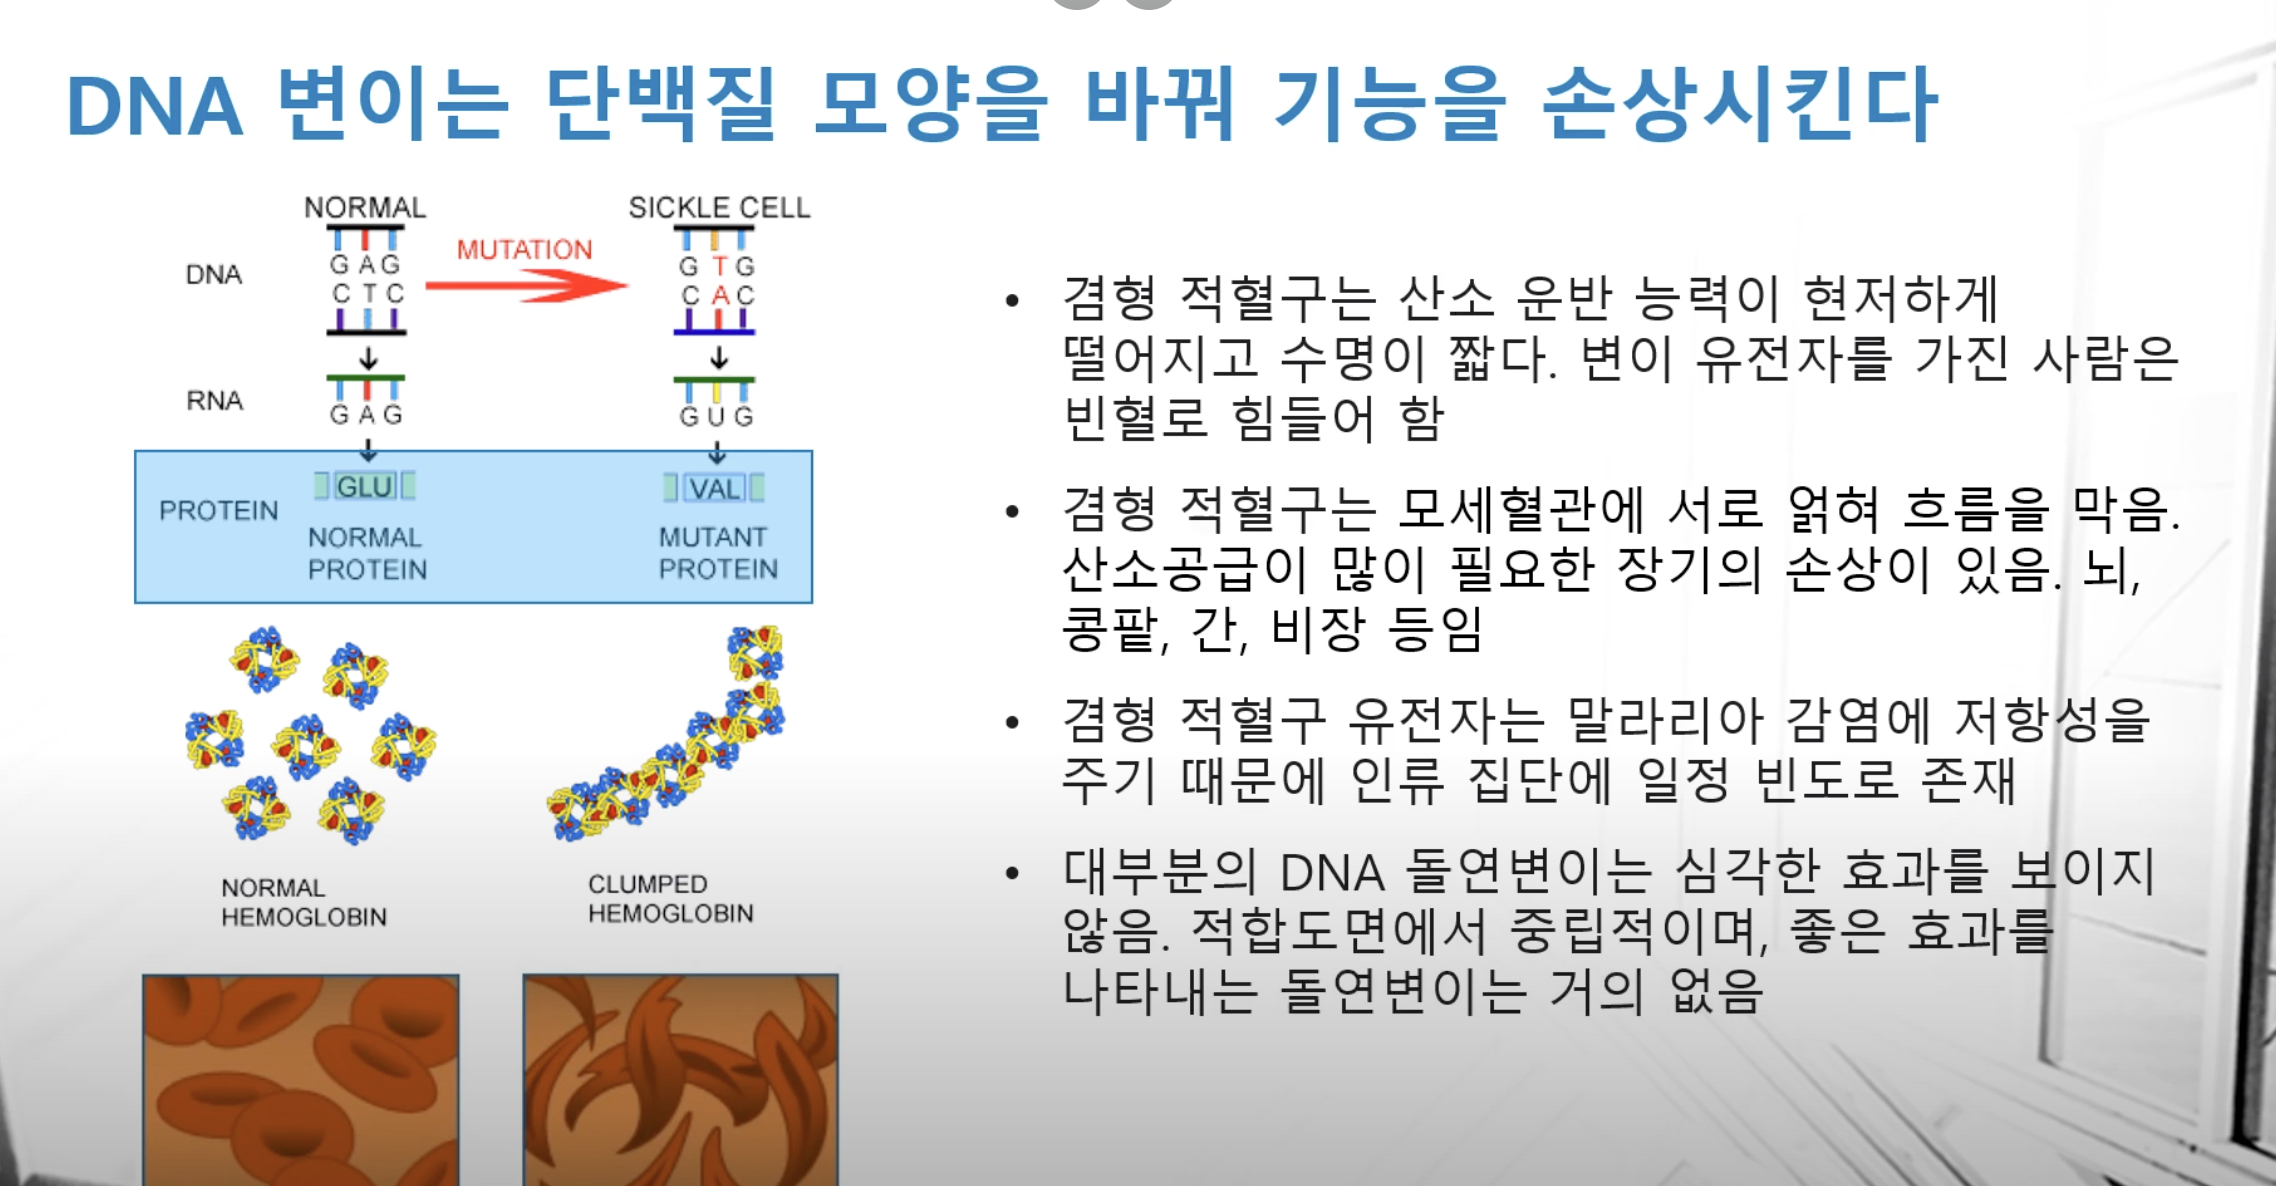 DNA 변이는 단백질 모양을 바꿔 기능을 손상시킨다
NORMAL
SICKLE CELL
MUTATION
DNA
G A G
C T C
G T G
C A C
RNA
G A G
G U G
PROTEIN
GLU
VAL
NORMAL
PROTEIN
MUTANT
PROTEIN
NORMAL
HEMOGLOBIN
CLUMPED
HEMOGLOBIN
• 겸형 적혈구는 산소 운반 능력이 현저하게
떨어지고 수명이 짧다. 변이 유전자를 가진 사람은
빈혈로 힘들어 함
• 겸형 적혈구는 모세혈관에 서로 얽혀 흐름을 막음.
산소공급이 많이 필요한 장기의 손상이 있음. 뇌,
콩팥, 간, 비장 등임
• 겸형 적혈구 유전자는 말라리아 감염에 저항성을
주기 때문에 인류 집단에 일정 빈도로 존재
• 대부분의 DNA 돌연변이는 심각한 효과를 보이지
않음. 적합도면에서 중립적이며, 좋은 효과를
나타내는 돌연변이는 거의 없음